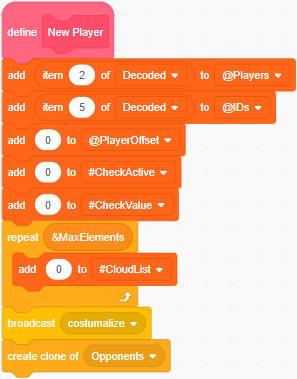 define New Player
add item 2 of Decoded to @Players
add item 5 of Decoded to @IDs
add 0 to @PlayerOffset
add 0 to #CheckActive
add 0 to #CheckValue
repeat &MaxElements
add 0 to #CloudList
broadcast costumalize
create clone of Opponents